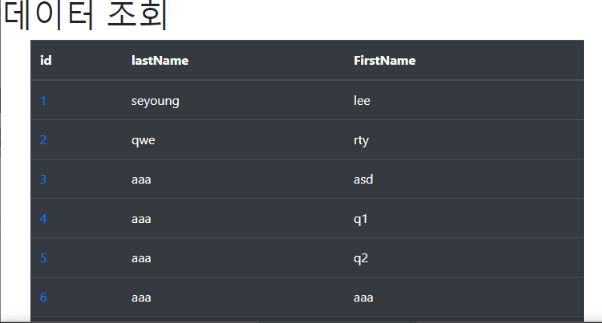 데이터 조회
id lastName FirstName
1 seyoung lee
2 qwe rty
3 aaa asd
4 aaa q1
5 aaa q2
6 aaa aaa